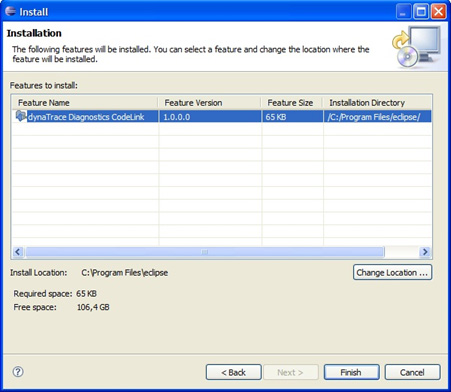 Install
Installation
The following features will be installed. You can select a feature and change the location where the
feature will be installed.
Features to install:
Feature Name Feature Version Feature Size Installation Directory
dynaTrace Diagnostics CodeLink 1.0.0.0 65 KB /C:/Program Files/eclipse/
Install Location: C:\Program Files\eclipse
Change Location ...
Required space: 65 KB
Free space: 106,4 GB
? < Back Next > Finish Cancel